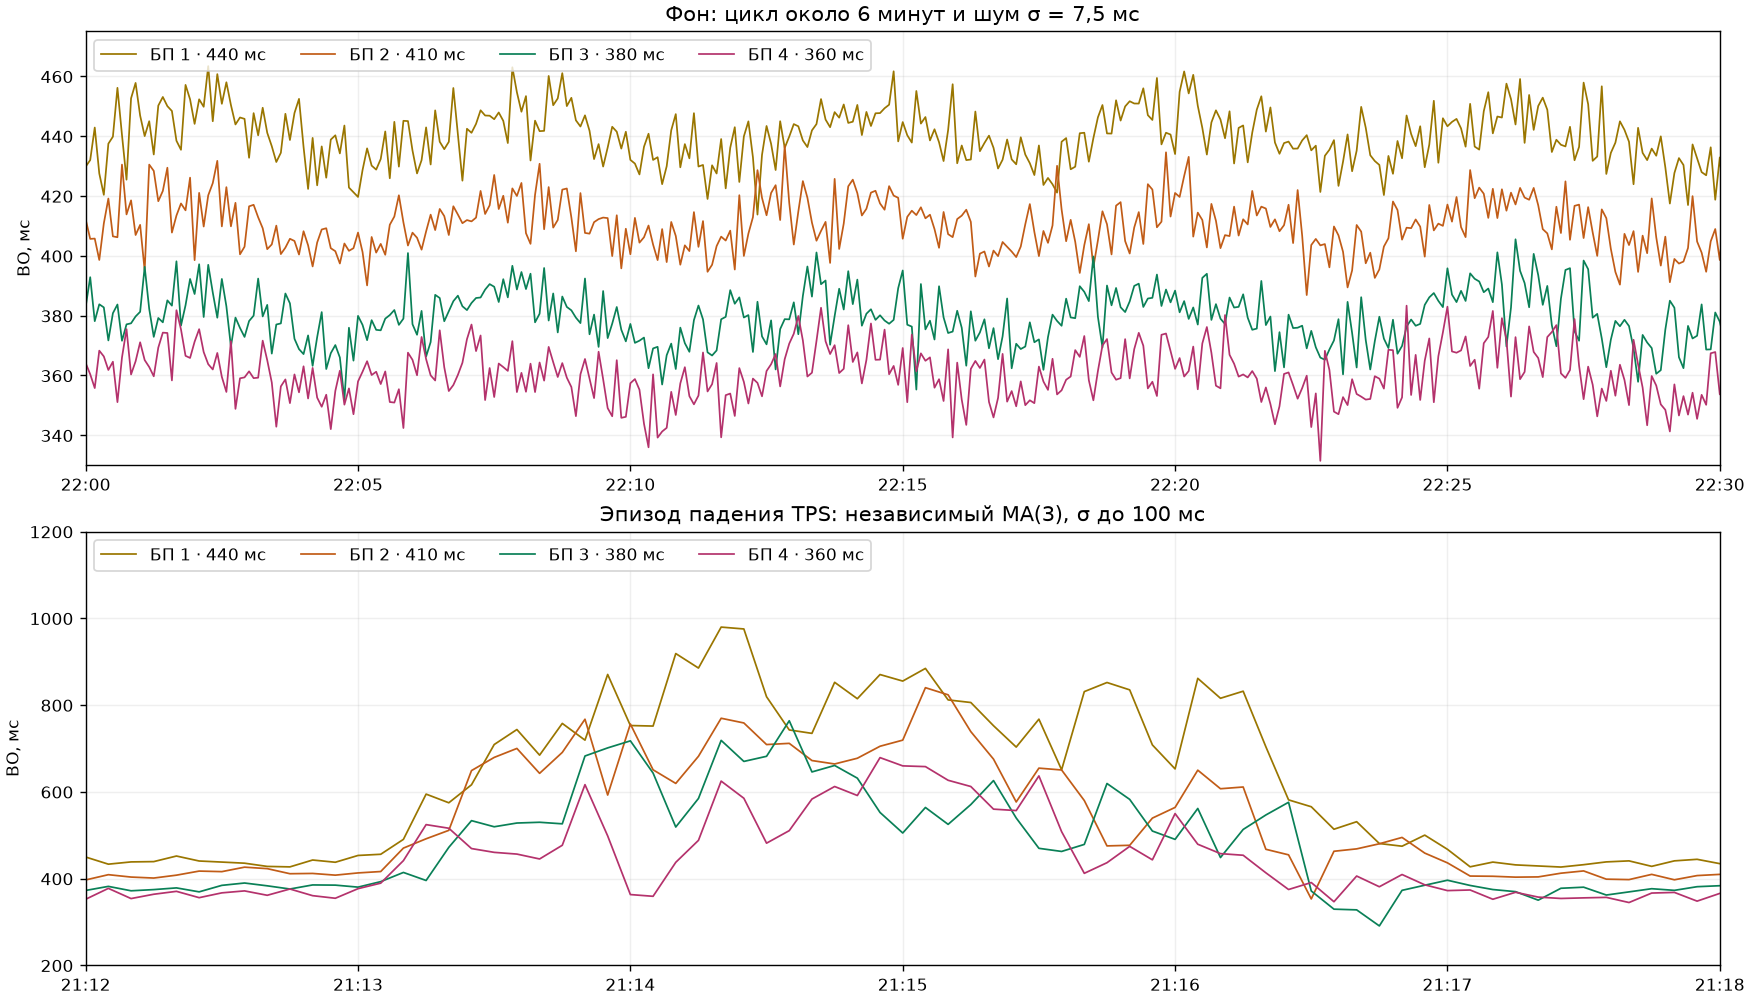 Фон: цикл около 6 минут и шум σ = 7,5 мс
БП 1 · 440 мс БП 2 · 410 мс БП 3 · 380 мс БП 4 · 360 мс
ВО, мс
460
440
420
400
380
360
340
22:00 22:05 22:10 22:15 22:20 22:25 22:30
Эпизод падения TPS: независимый MA(3), σ до 100 мс
БП 1 · 440 мс БП 2 · 410 мс БП 3 · 380 мс БП 4 · 360 мс
ВО, мс
1200
1000
800
600
400
200
21:12 21:13 21:14 21:15 21:16 21:17 21:18